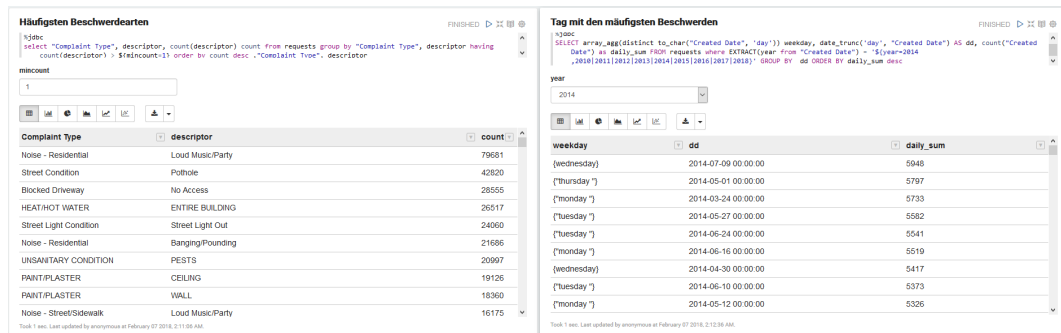 Häufigsten Beschwerdearten
FINISHED
%jdbc
select "Complaint Type", descriptor, count(descriptor) count from requests group by "Complaint Type", descriptor having
count(descriptor) > ${mincount=1} order by count desc ,"Complaint Type", descriptor
mincount
1
Complaint Type descriptor count
Noise - Residential Loud Music/Party 79681
Street Condition Pothole 42820
Blocked Driveway No Access 28555
HEAT/HOT WATER ENTIRE BUILDING 26517
Street Light Condition Street Light Out 24060
Noise - Residential Banging/Pounding 21686
UNSANITARY CONDITION PESTS 20997
PAINT/PLASTER CEILING 19126
PAINT/PLASTER WALL 18360
Noise - Street/Sidewalk Loud Music/Party 16175
Took 1 sec. Last updated by anonymous at February 07 2018, 2:11:06 AM.
Tag mit den mäufigsten Beschwerden
FINISHED
%jdbc
SELECT array_agg(distinct to_char("Created Date", 'day')) weekday, date_trunc('day', "Created Date") AS dd, count("Created
Date") as daily_sum FROM requests where EXTRACT(year from "Created Date") = '${year=2014
,2010|2011|2012|2013|2014|2015|2016|2017|2018}' GROUP BY dd ORDER BY daily_sum desc
year
2014
weekday dd daily_sum
{wednesday} 2014-07-09 00:00:00 5948
{"thursday "} 2014-05-01 00:00:00 5797
{"monday "} 2014-03-24 00:00:00 5733
{"tuesday "} 2014-05-27 00:00:00 5582
{"tuesday "} 2014-06-24 00:00:00 5541
{"monday "} 2014-06-16 00:00:00 5519
{wednesday} 2014-04-30 00:00:00 5417
{"tuesday "} 2014-06-10 00:00:00 5373
{"monday "} 2014-05-12 00:00:00 5326
Took 1 sec. Last updated by anonymous at February 07 2018, 2:12:36 AM.